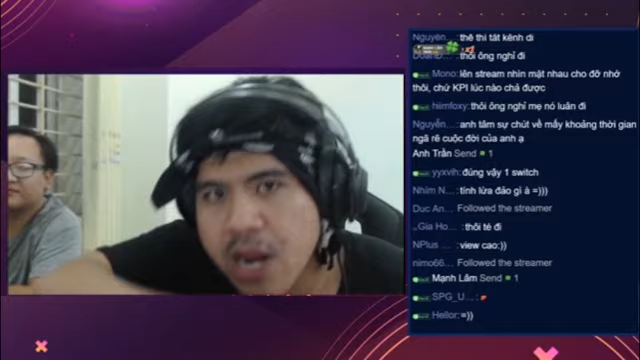 Nguyễn... : thế thì tắt kênh đi
thôi ông nghỉ đi
Mono: lên stream nhìn mặt nhau cho đỡ nhớ
thôi, chứ KPI lúc nào chả được
hiimfoxy: thôi ông nghỉ mẹ nó luân đi
Nguyễn... : anh tâm sự chút về mấy khoảng thời gian
ngã rẽ cuộc đời của anh ạ
Anh Trần Send 1
yyxvih: đúng vậy 1 switch
Nhím N... : tính lừa đảo gì à =)))
Duc An... Followed the streamer
Gia Ho... : thôi té đi
NPlus ... : view cao:))
nimo66... Followed the streamer
Mạnh Lâm Send 1
SPG_U... :
Hellor: =))